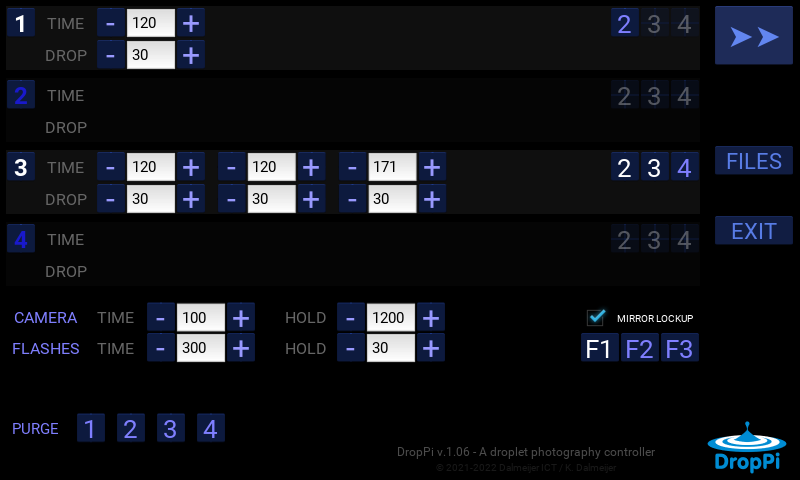 1 TIME - 120 + 2 3 4
DROP - 30 +
2 TIME 2 3 4
DROP
3 TIME - 120 + - 120 + - 171 + 2 3 4
DROP - 30 + - 30 + - 30 +
FILES
4 TIME 2 3 4
EXIT
DROP
CAMERA TIME - 100 + HOLD - 1200 + MIRROR LOCKUP
FLASHES TIME - 300 + HOLD - 30 + F1 F2 F3
PURGE 1 2 3 4
DropPi v.1.06 - A droplet photography controller
© 2021-2022 Dalmeijer ICT / K. Dalmeijer
DropPi